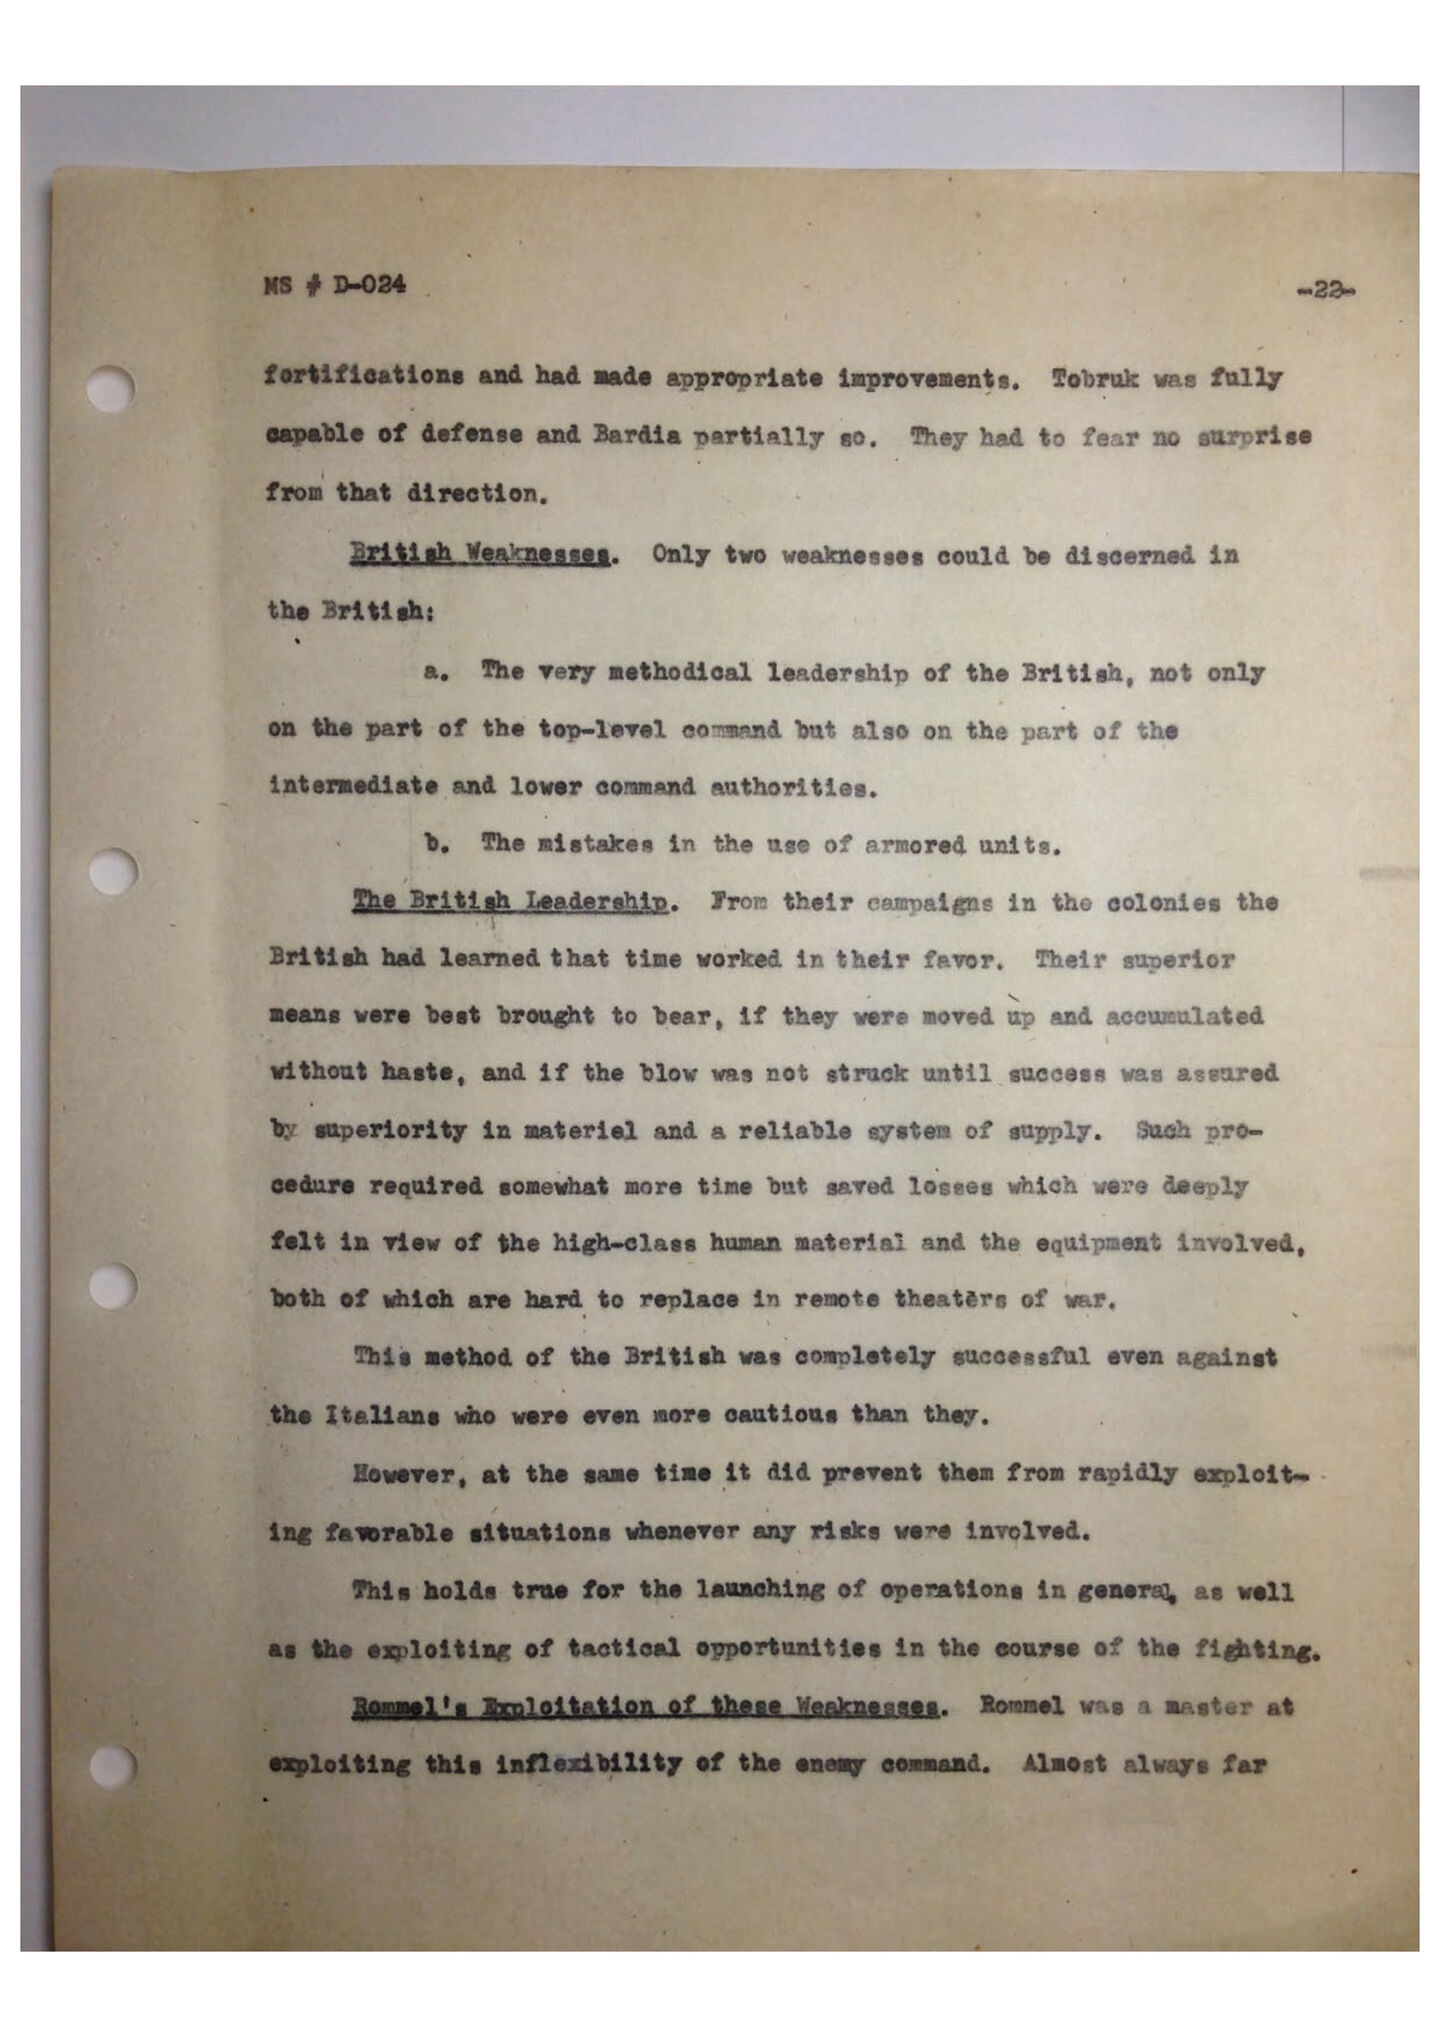 MS # D-024 -22-
fortifications and had made appropriate improvements. Tobruk was fully
capable of defense and Bardia partially so. They had to fear no surprise
from that direction.
British Weaknesses. Only two weaknesses could be discerned in
the British:
a. The very methodical leadership of the British, not only
on the part of the top-level command but also on the part of the
intermediate and lower command authorities.
b. The mistakes in the use of armored units.
The British Leadership. From their campaigns in the colonies the
British had learned that time worked in their favor. Their superior
means were best brought to bear, if they were moved up and accumulated
without haste, and if the blow was not struck until success was assured
by superiority in materiel and a reliable system of supply. Such pro-
cedure required somewhat more time but saved losses which were deeply
felt in view of the high-class human material and the equipment involved,
both of which are hard to replace in remote theaters of war.
This method of the British was completely successful even against
the Italians who were even more cautious than they.
However, at the same time it did prevent them from rapidly exploit-
ing favorable situations whenever any risks were involved.
This holds true for the launching of operations in general, as well
as the exploiting of tactical opportunities in the course of the fighting.
Rommel's Exploitation of these Weaknesses. Rommel was a master at
exploiting this inflexibility of the enemy command. Almost always far